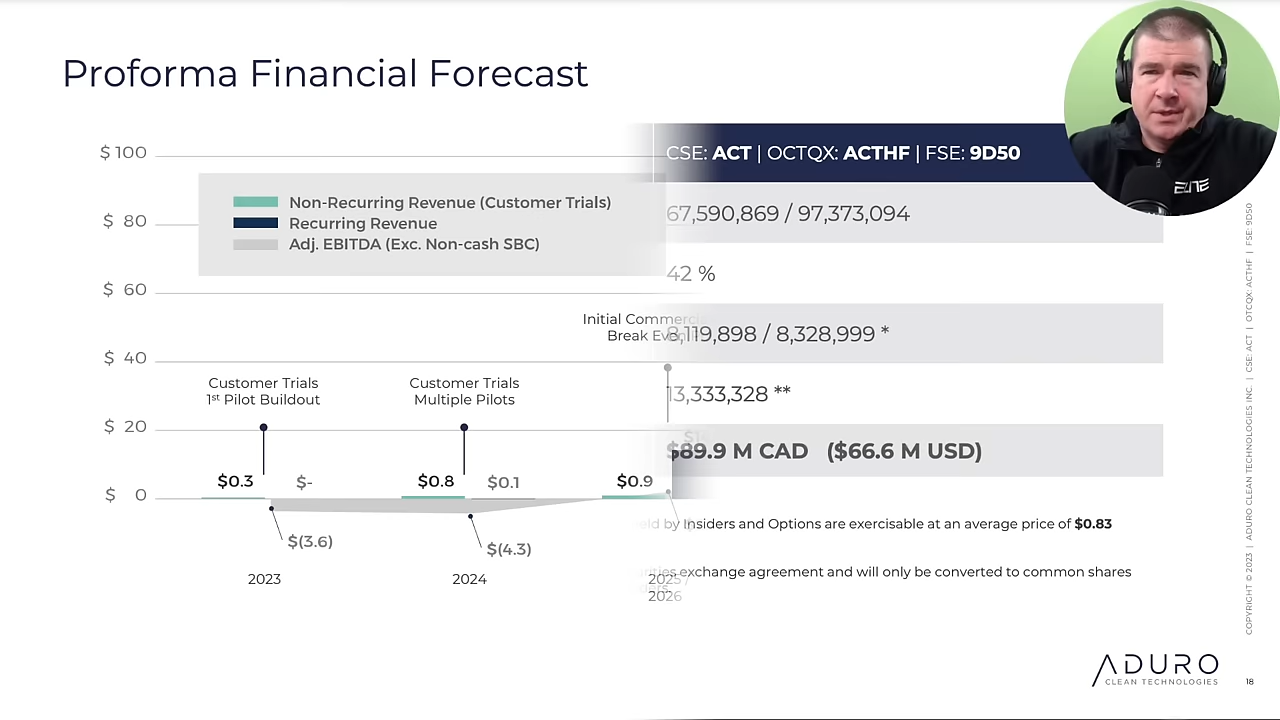 Proforma Financial Forecast
$ 100
CSE: ACT | OCTQX: ACTHF | FSE: 9D50
Non-Recurring Revenue (Customer Trials)
Recurring Revenue
Adj. EBITDA (Exc. Non-cash SBC)
$ 80
67,590,869 / 97,373,094
42 %
$ 60
Initial Commerc
Break Even
8,119,898 / 8,328,999 *
$ 40
Customer Trials
1st Pilot Buildout
Customer Trials
Multiple Pilots
13,333,328 **
$ 20
$89.9 M CAD ($66.6 M USD)
$0.3
$-
$0.8
$0.1
$0.9
$ 0
by Insiders and Options are exercisable at an average price of $0.83
$(3.6)
$(4.3)
exchange agreement and will only be converted to common shares
2023
2024
2025 /
2026
COPYRIGHT © 2023 | ADURO CLEAN TECHNOLOGIES INC. | CSE: ACT | OTCQX: ACTHF | FSE: 9D50
ADURO
CLEAN TECHNOLOGIES
18